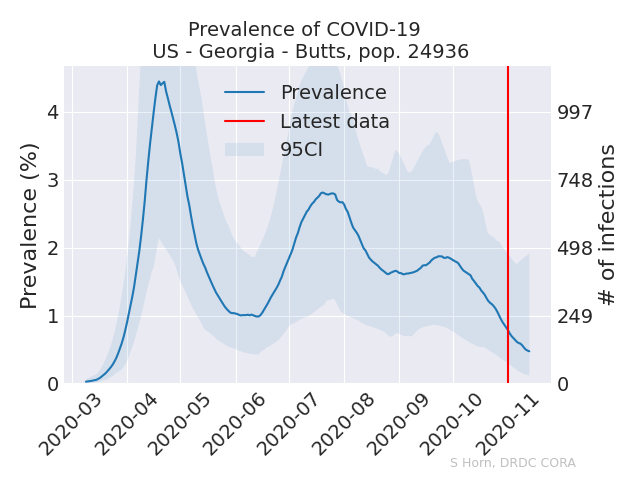 Prevalence of COVID-19
US - Georgia - Butts, pop. 24936
Prevalence
Latest data
95CI
Prevalence (%)
4
3
2
1
0
997
748
498
249
0
# of infections
2020-03
2020-04
2020-05
2020-06
2020-07
2020-08
2020-09
2020-10
2020-11
S Horn, DRDC CORA